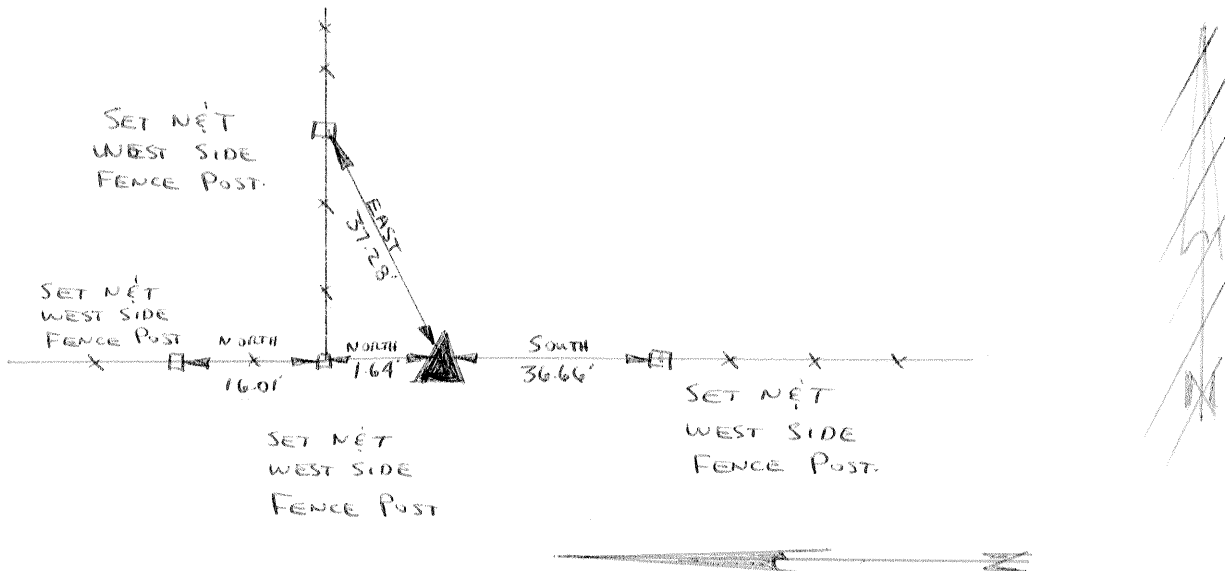 SET N&T
WEST SIDE
FENCE POST.
EAST
37.28'
SET N&T
WEST SIDE
FENCE POST
NORTH
16.01'
NORTH
1.64'
SOUTH
36.66'
SET N&T
WEST SIDE
FENCE POST
SET N&T
WEST SIDE
FENCE POST.
N
N